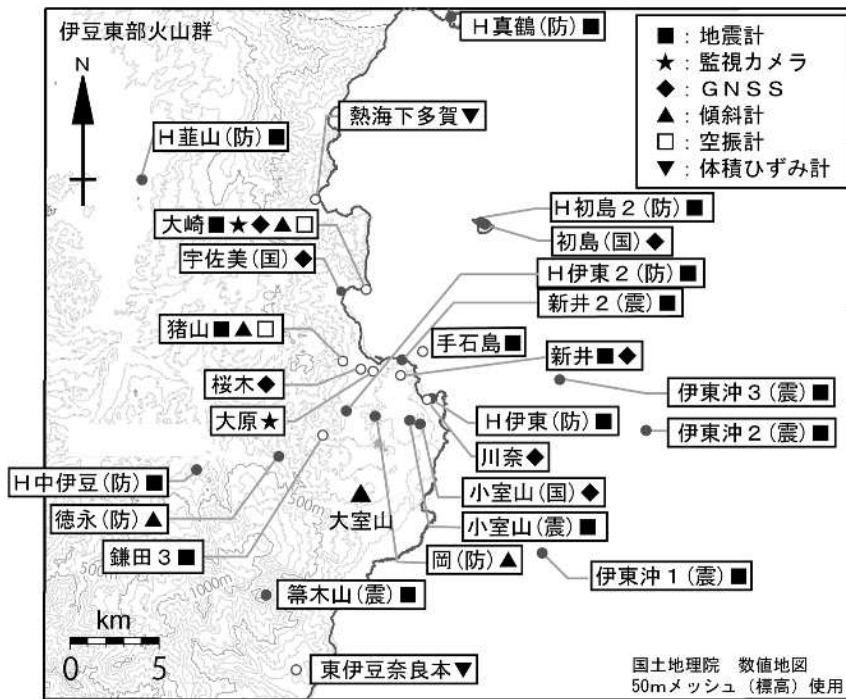 伊豆東部火山群
N
H真鶴(防)■
■：地震計
★：監視カメラ
◆：GNSS
▲：傾斜計
□：空振計
▼：体積ひずみ計
熱海下多賀▼
H韮山(防)■
H初島2(防)■
初島(国)◆
大崎■★◆▲□
宇佐美(国)◆
H伊東2(防)■
新井2(震)■
猪山■▲□
手石島■
新井■◆
桜木◆
大原★
伊東沖3(震)■
H伊東(防)■
伊東沖2(震)■
川奈◆
H中伊豆(防)■
小室山(国)◆
徳永(防)▲
500m
大室山
小室山(震)■
鎌田3■
岡(防)▲
伊東沖1(震)■
1000m
箒木山(震)■
km
0 5
東伊豆奈良本▼
国土地理院 数値地図
50mメッシュ(標高)使用